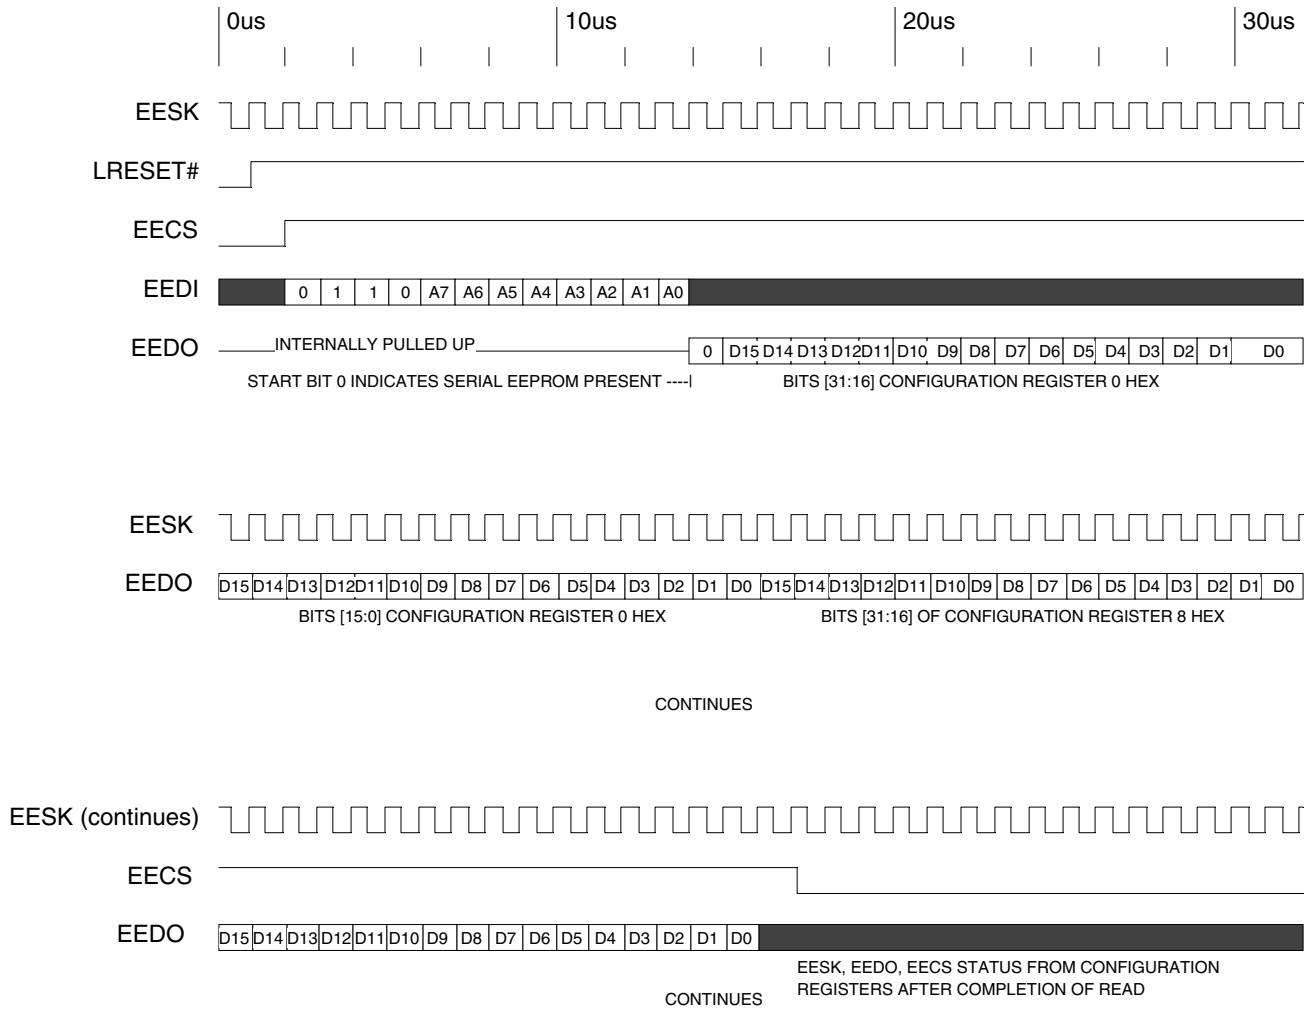 0us 10us 20us 30us
EESK
LRESET#
EECS
EEDI 0 1 1 0 A7 A6 A5 A4 A3 A2 A1 A0
EEDO INTERNALLY PULLED UP 0 D15 D14 D13 D12 D11 D10 D9 D8 D7 D6 D5 D4 D3 D2 D1 D0
START BIT 0 INDICATES SERIAL EEPROM PRESENT ----| BITS [31:16] CONFIGURATION REGISTER 0 HEX
EESK
EEDO D15 D14 D13 D12 D11 D10 D9 D8 D7 D6 D5 D4 D3 D2 D1 D0 D15 D14 D13 D12 D11 D10 D9 D8 D7 D6 D5 D4 D3 D2 D1 D0
BITS [15:0] CONFIGURATION REGISTER 0 HEX BITS [31:16] OF CONFIGURATION REGISTER 8 HEX
CONTINUES
EESK (continues)
EECS
EEDO D15 D14 D13 D12 D11 D10 D9 D8 D7 D6 D5 D4 D3 D2 D1 D0
EESK, EEDO, EECS STATUS FROM CONFIGURATION
REGISTERS AFTER COMPLETION OF READ
CONTINUES